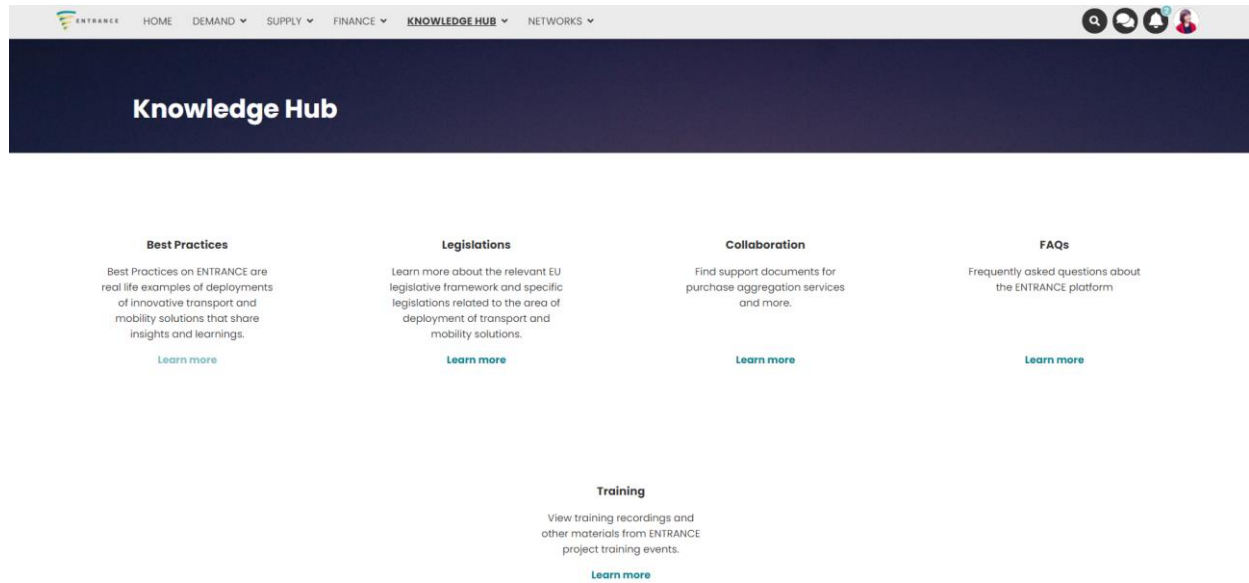 ENTRANCE HOME DEMAND SUPPLY FINANCE KNOWLEDGE HUB NETWORKS
Knowledge Hub
Best Practices
Best Practices on ENTRANCE are
real life examples of deployments
of innovative transport and
mobility solutions that share
insights and learnings.
Learn more
Legislations
Learn more about the relevant EU
legislative framework and specific
legislations related to the area of
deployment of transport and
mobility solutions.
Learn more
Collaboration
Find support documents for
purchase aggregation services
and more.
Learn more
FAQs
Frequently asked questions about
the ENTRANCE platform
Learn more
Training
View training recordings and
other materials from ENTRANCE
project training events.
Learn more